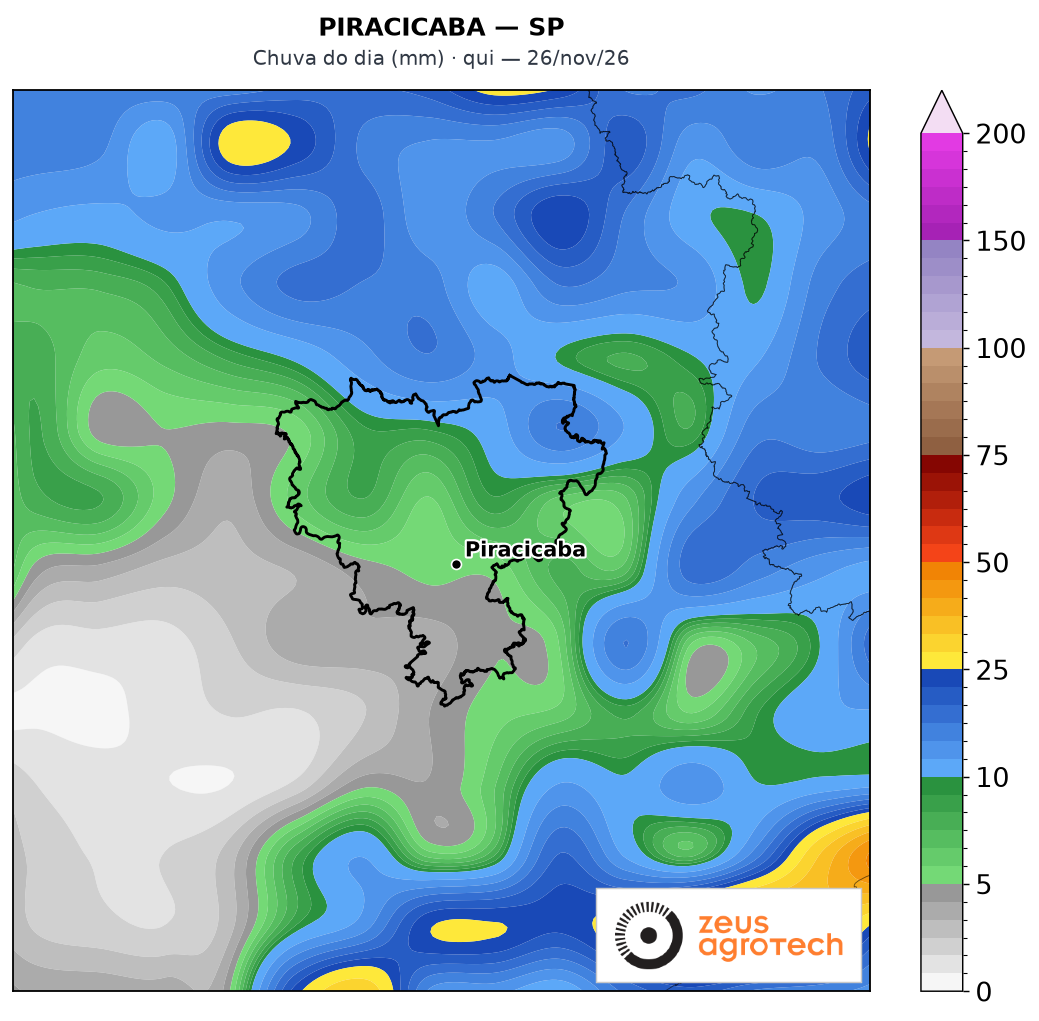 PIRACICABA — SP
Chuva do dia (mm) · qui — 26/nov/26
200
150
100
75
50
25
10
5
0
Piracicaba
zeus
agrotech